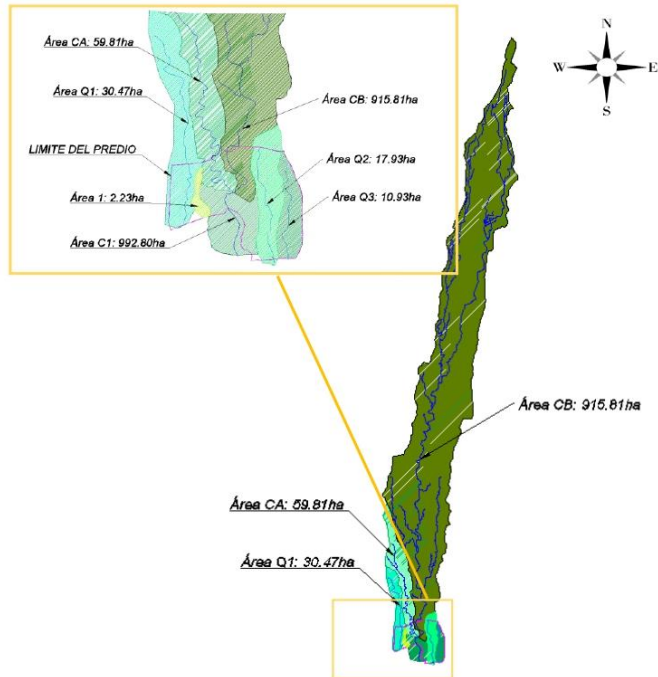 Área CA: 59.81ha
Área Q1: 30.47ha
Área CB: 915.81ha
LIMITE DEL PREDIO
Área Q2: 17.93ha
Área 1: 2.23ha
Área Q3: 10.93ha
Área C1: 992.80ha
N
W
E
S
Área CB: 915.81ha
Área CA: 59.81ha
Área Q1: 30.47ha